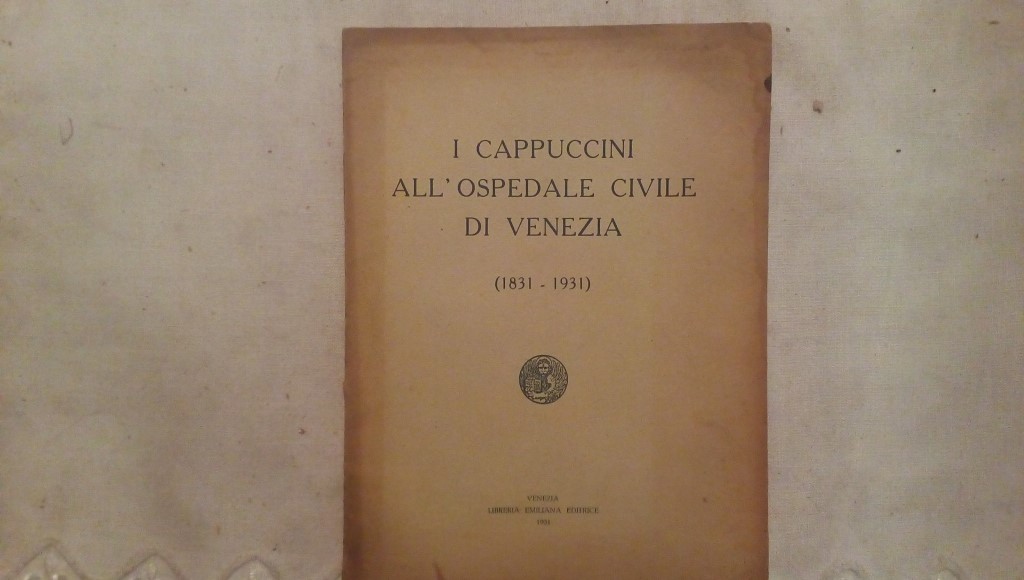 I CAPPUCCINI
ALL'OSPEDALE CIVILE
DI VENEZIA
(1831 - 1931)
VENEZIA
LIBRERIA EMILIANA EDITRICE